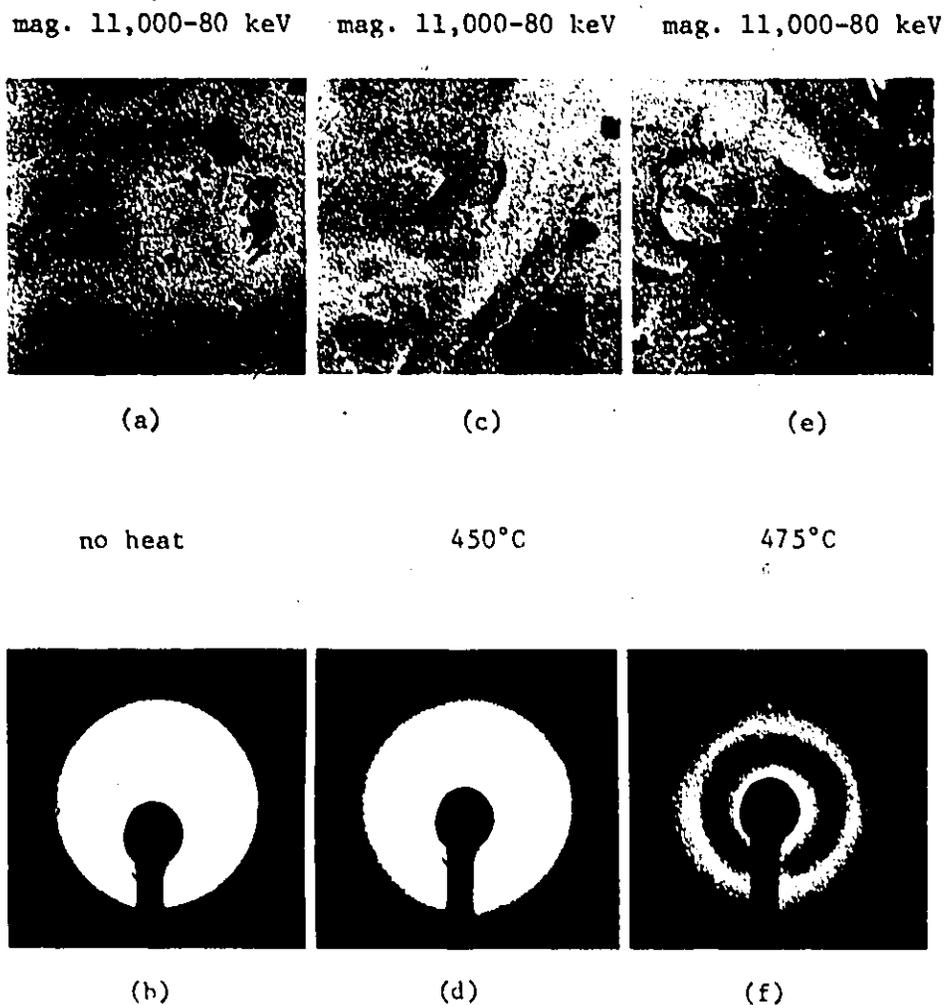 mag. 11,000-80 keV mag. 11,000-80 keV mag. 11,000-80 keV
(a) (c) (e)
no heat 450°C 475°C
(b) (d) (f)